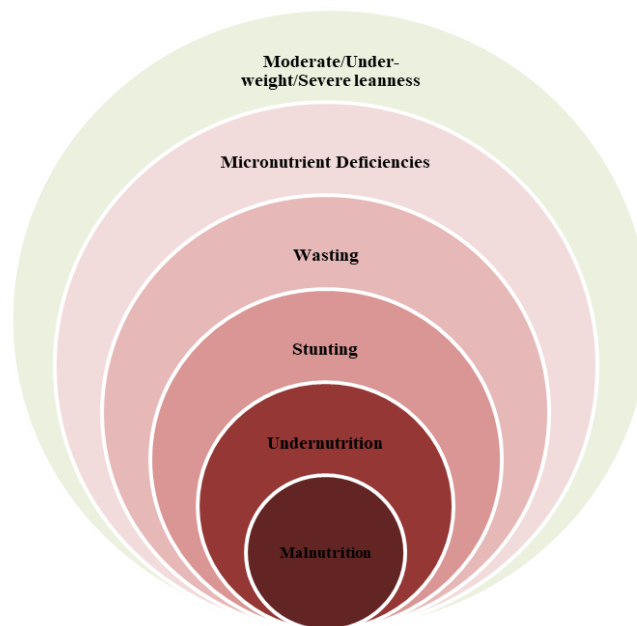 Moderate/Under-
weight/Severe leanness
Micronutrient Deficiencies
Wasting
Stunting
Undernutrition
Malnutrition